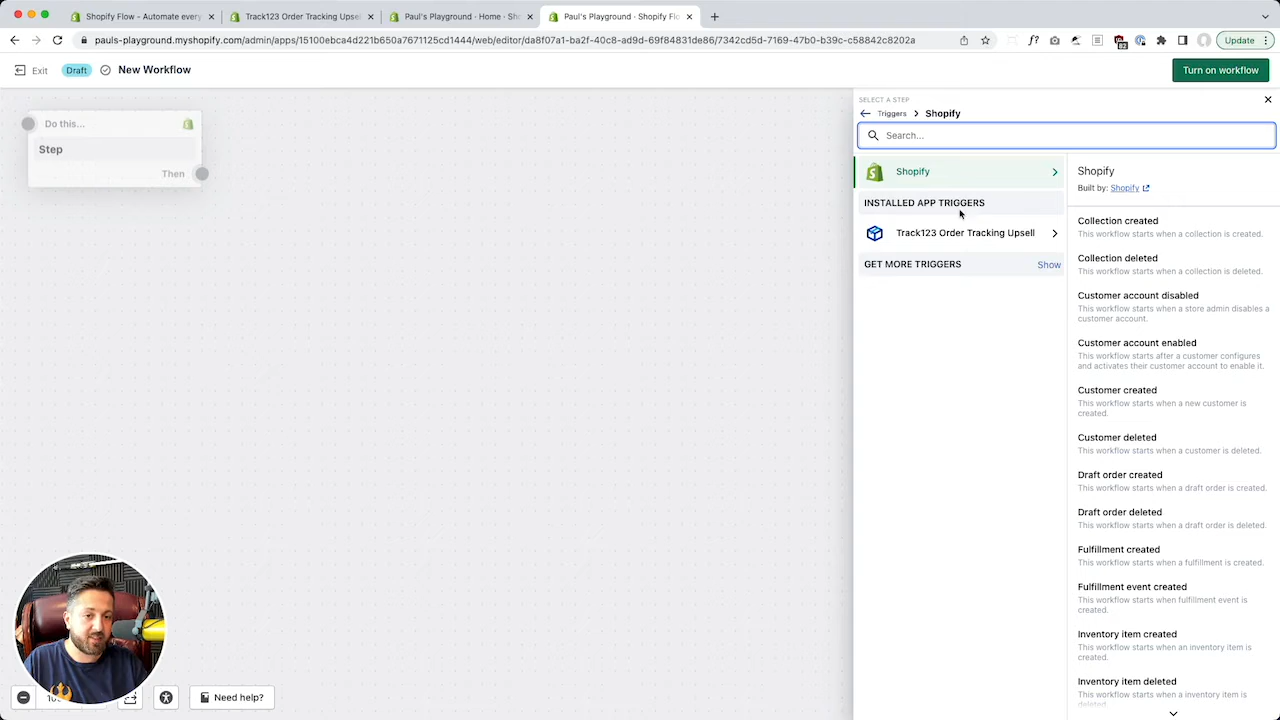 Shopify Flow - Automate every
Track123 Order Tracking Upsel
Paul's Playground · Home · Sh
Paul's Playground · Shopify Flo
pauls-playground.myshopify.com/admin/apps/15100ebca4d221b650a7671125cd1444/web/editor/da8f07a1-ba2f-40c8-ad9d-69f84831de86/7342cd5d-7169-47b0-b39c-c58842c8202a
Update
Exit
Draft
New Workflow
Turn on workflow
Do this...
Step
Then
SELECT A STEP
Triggers
Shopify
Search...
Shopify
INSTALLED APP TRIGGERS
Track123 Order Tracking Upsell
GET MORE TRIGGERS
Show
Shopify
Built by: Shopify
Collection created
This workflow starts when a collection is created.
Collection deleted
This workflow starts when a collection is deleted.
Customer account disabled
This workflow starts when a store admin disables a
customer account.
Customer account enabled
This workflow starts after a customer configures
and activates their customer account to enable it.
Customer created
This workflow starts when a new customer is
created.
Customer deleted
This workflow starts when a customer is deleted.
Draft order created
This workflow starts when a draft order is created.
Draft order deleted
This workflow starts when a draft order is deleted.
Fulfillment created
This workflow starts when a fulfillment is created.
Fulfillment event created
This workflow starts when fulfillment event is
created.
Inventory item created
This workflow starts when an inventory item is
created.
Inventory item deleted
This workflow starts when a inventory item is
deleted.
Need help?